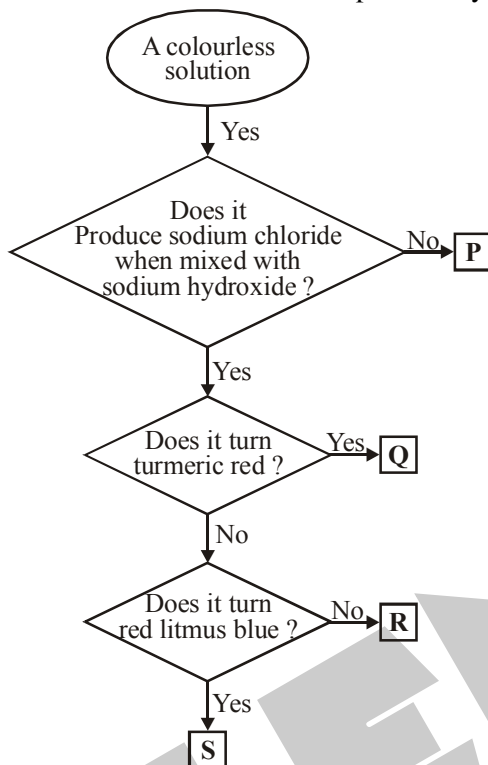 A colourless
solution
Yes
Does it
Produce sodium chloride
when mixed with
sodium hydroxide ?
No
P
Yes
Does it turn
turmeric red ?
Yes
Q
No
Does it turn
red litmus blue ?
No
R
Yes
S